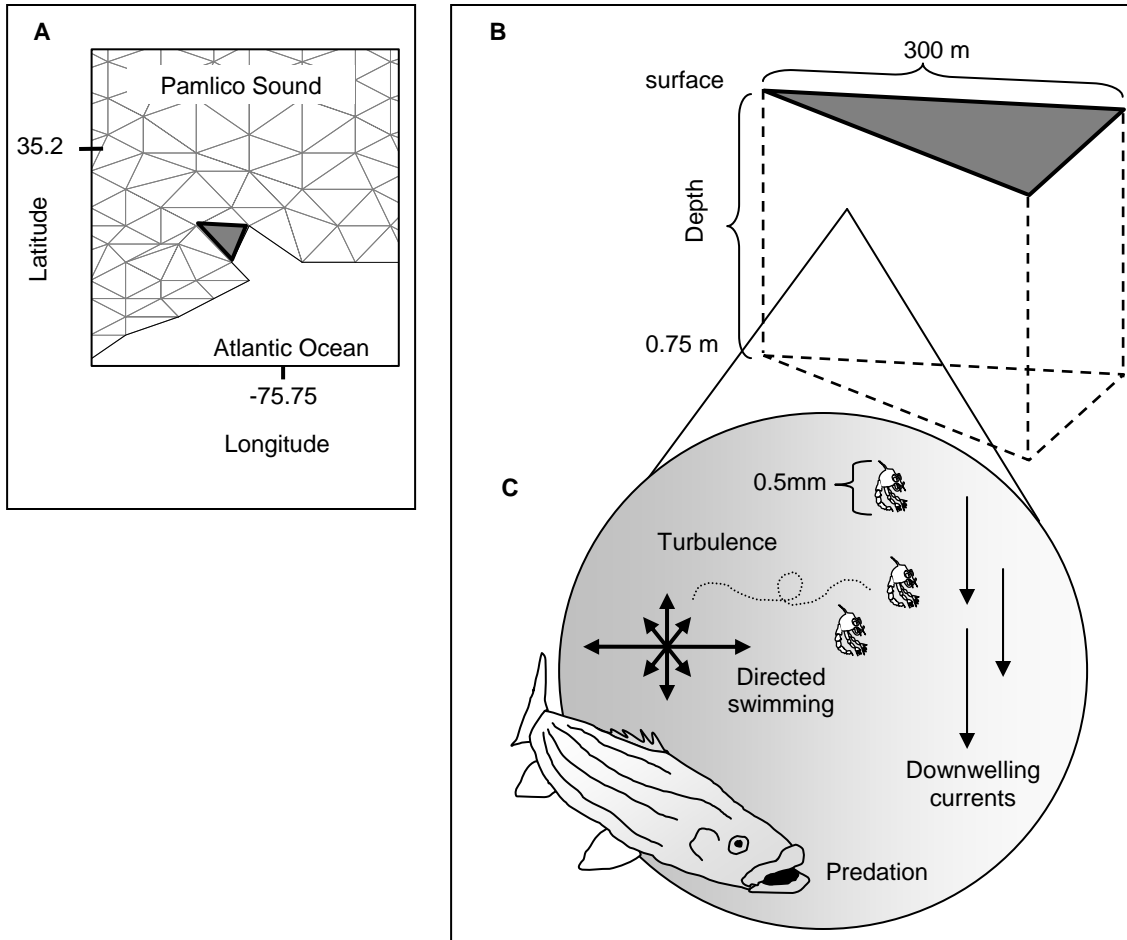 A
Pamlico Sound
35.2
Latitude
Atlantic Ocean
-75.75
Longitude
B
300 m
surface
Depth
0.75 m
C
0.5mm
Turbulence
Directed
swimming
Downwelling
currents
Predation